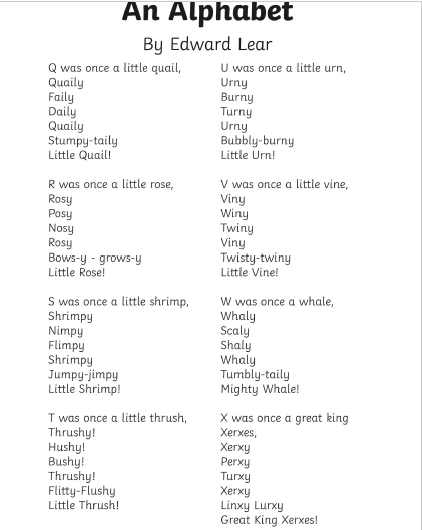 An Alphabet
By Edward Lear
Q was once a little quail,
Quaily
Faily
Daily
Quaily
Stumpy-taily
Little Quail!
R was once a little rose,
Rosy
Posy
Nosy
Rosy
Bows-y - grows-y
Little Rose!
S was once a little shrimp,
Shrimpy
Nimpy
Flimpy
Shrimpy
Jumpy-jimpy
Little Shrimp!
T was once a little thrush,
Thrushy!
Hushy!
Bushy!
Thrushy!
Flitty-Flushy
Little Thrush!
U was once a little urn,
Urny
Burny
Turny
Urny
Bubbly-burny
Little Urn!
V was once a little vine,
Viny
Winy
Twiny
Viny
Twisty-twiny
Little Vine!
W was once a whale,
Whaly
Scaly
Shaly
Whaly
Tumbly-taily
Mighty Whale!
X was once a great king
Xerxes,
Xerxy
Perxy
Turxy
Xerxy
Linxy Lurxy
Great King Xerxes!